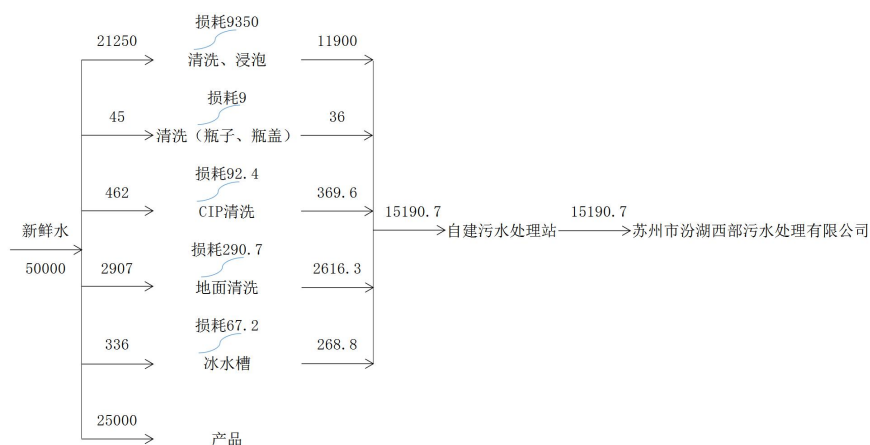 损耗9350
21250
清洗、浸泡
11900
损耗9
45
清洗（瓶子、瓶盖）
36
损耗92.4
462
CIP清洗
369.6
新鲜水
50000
15190.7
自建污水处理站
15190.7
苏州市汾湖西部污水处理有限公司
损耗290.7
2907
地面清洗
2616.3
损耗67.2
336
冰水槽
268.8
25000
产品